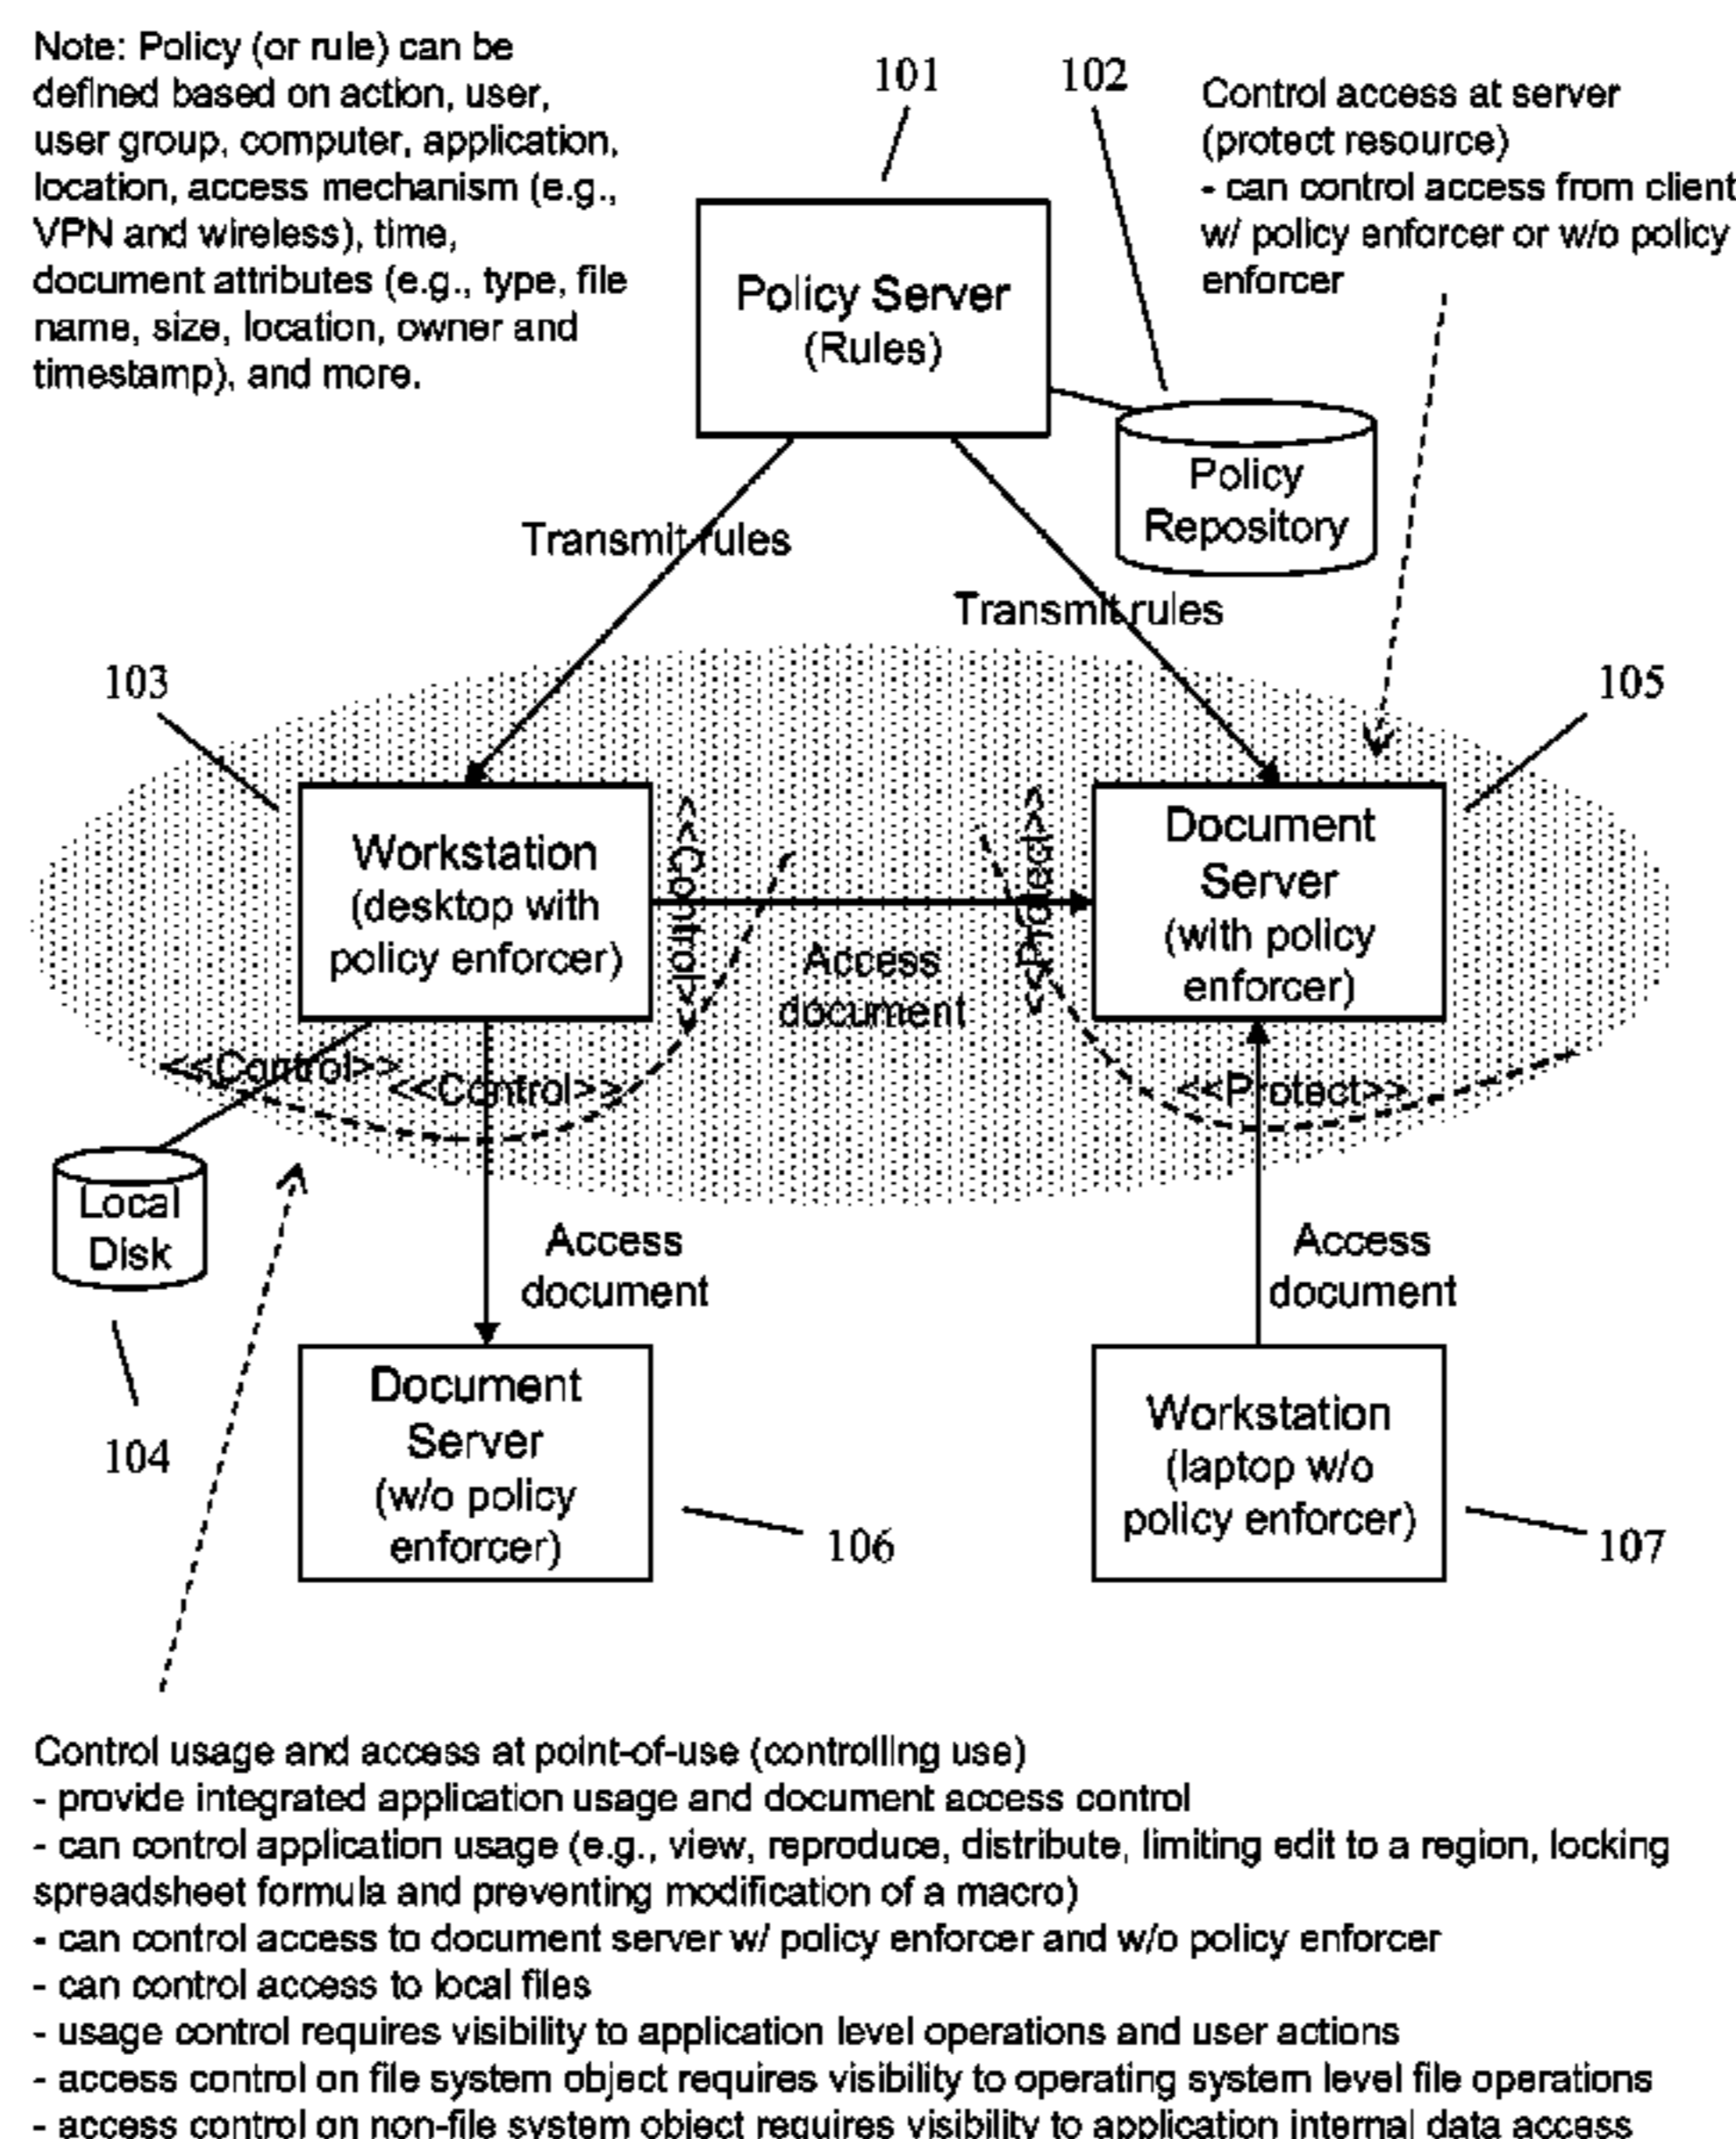 Note: Policy (or rule) can be
defined based on action, user,
user group, computer, application,
location, access mechanism (e.g.,
VPN and wireless), time,
document attributes (e.g., type, file
name, size, location, owner and
timestamp), and more.
101
102
Control access at server
(protect resource)
- can control access from client
w/ policy enforcer or w/o policy
enforcer
Policy Server
(Rules)
Policy
Repository
Transmit rules
Transmit rules
103
105
Workstation
(desktop with
policy enforcer)
<<Control>>
Access
document
<<Protect>>
Document
Server
(with policy
enforcer)
<<Control>>
<<Control>>
<<Protect>>
Local
Disk
Access
document
Access
document
104
Document
Server
(w/o policy
enforcer)
106
Workstation
(laptop w/o
policy enforcer)
107
Control usage and access at point-of-use (controlling use)
- provide integrated application usage and document access control
- can control application usage (e.g., view, reproduce, distribute, limiting edit to a region, locking
spreadsheet formula and preventing modification of a macro)
- can control access to document server w/ policy enforcer and w/o policy enforcer
- can control access to local files
- usage control requires visibility to application level operations and user actions
- access control on file system object requires visibility to operating system level file operations
- access control on non-file system object requires visibility to application internal data access